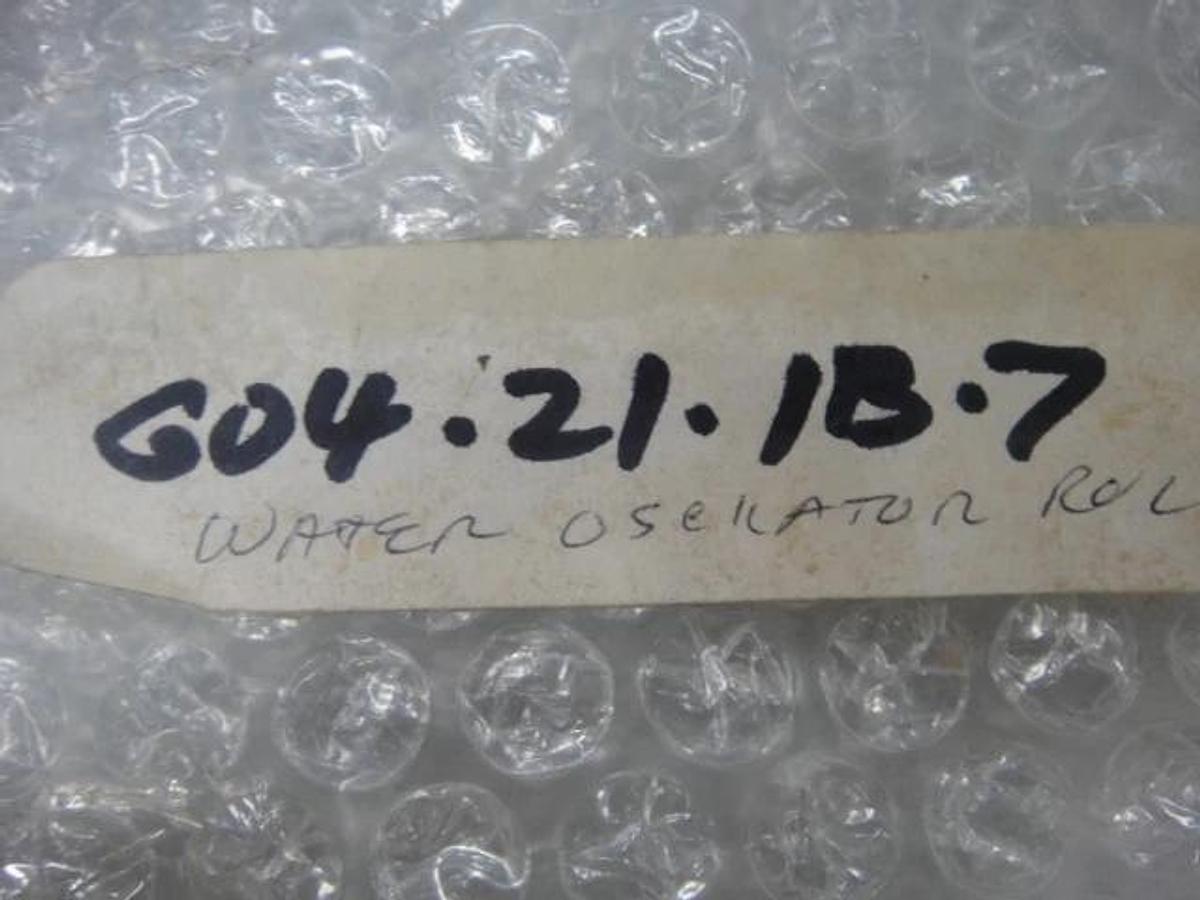 G04.21.1B.7
WATER OSCILATOR ROL